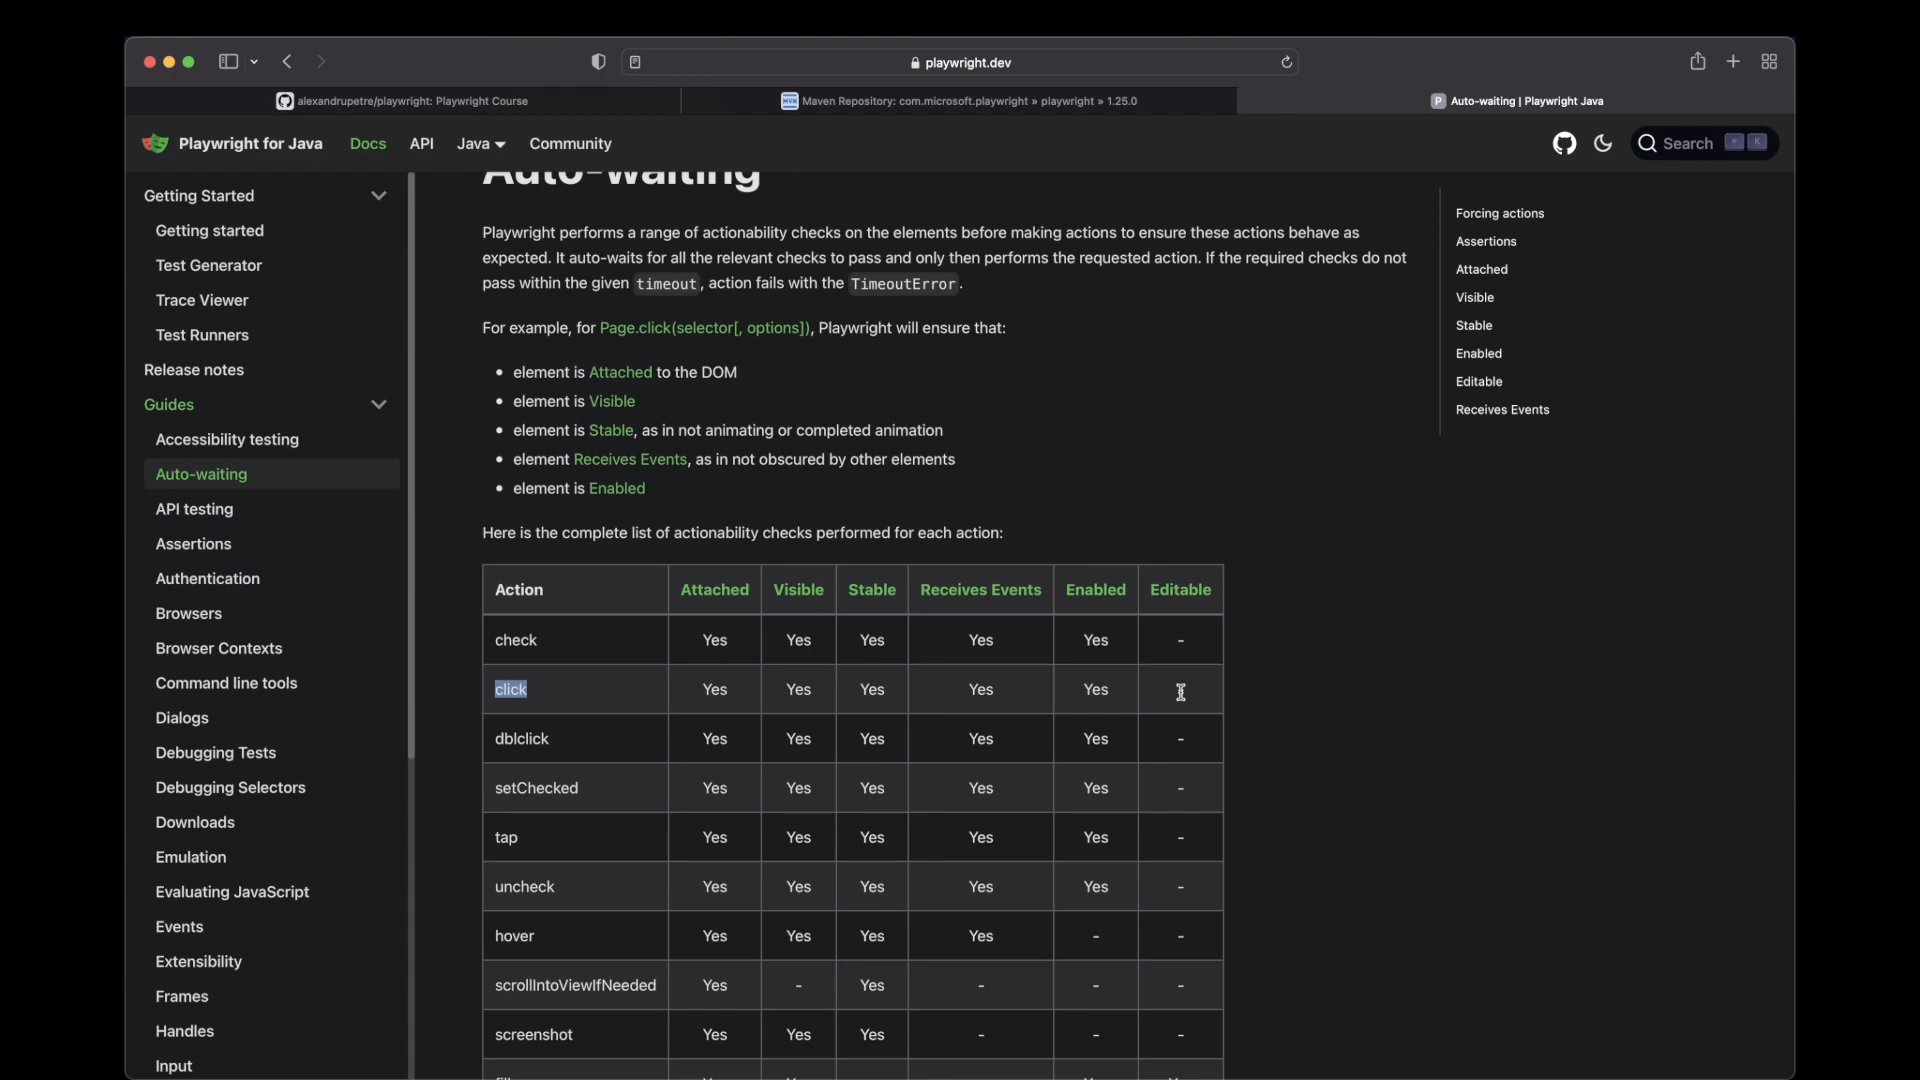 playwright.dev
alexandrupetre/playwright: Playwright Course
MVN Maven Repository: com.microsoft.playwright » playwright » 1.25.0
P Auto-waiting | Playwright Java
Playwright for Java Docs API Java Community
Search ⌘ K
Getting Started
Getting started
Test Generator
Trace Viewer
Test Runners
Release notes
Guides
Accessibility testing
Auto-waiting
API testing
Assertions
Authentication
Browsers
Browser Contexts
Command line tools
Dialogs
Debugging Tests
Debugging Selectors
Downloads
Emulation
Evaluating JavaScript
Events
Extensibility
Frames
Handles
Input
Auto-waiting
Playwright performs a range of actionability checks on the elements before making actions to ensure these actions behave as
expected. It auto-waits for all the relevant checks to pass and only then performs the requested action. If the required checks do not
pass within the given timeout, action fails with the TimeoutError.
For example, for Page.click(selector[, options]), Playwright will ensure that:
• element is Attached to the DOM
• element is Visible
• element is Stable, as in not animating or completed animation
• element Receives Events, as in not obscured by other elements
• element is Enabled
Here is the complete list of actionability checks performed for each action:
Action Attached Visible Stable Receives Events Enabled Editable
check Yes Yes Yes Yes Yes -
click Yes Yes Yes Yes Yes
dblclick Yes Yes Yes Yes Yes -
setChecked Yes Yes Yes Yes Yes -
tap Yes Yes Yes Yes Yes -
uncheck Yes Yes Yes Yes Yes -
hover Yes Yes Yes Yes - -
scrollIntoViewIfNeeded Yes - Yes - - -
screenshot Yes Yes Yes - - -
Forcing actions
Assertions
Attached
Visible
Stable
Enabled
Editable
Receives Events